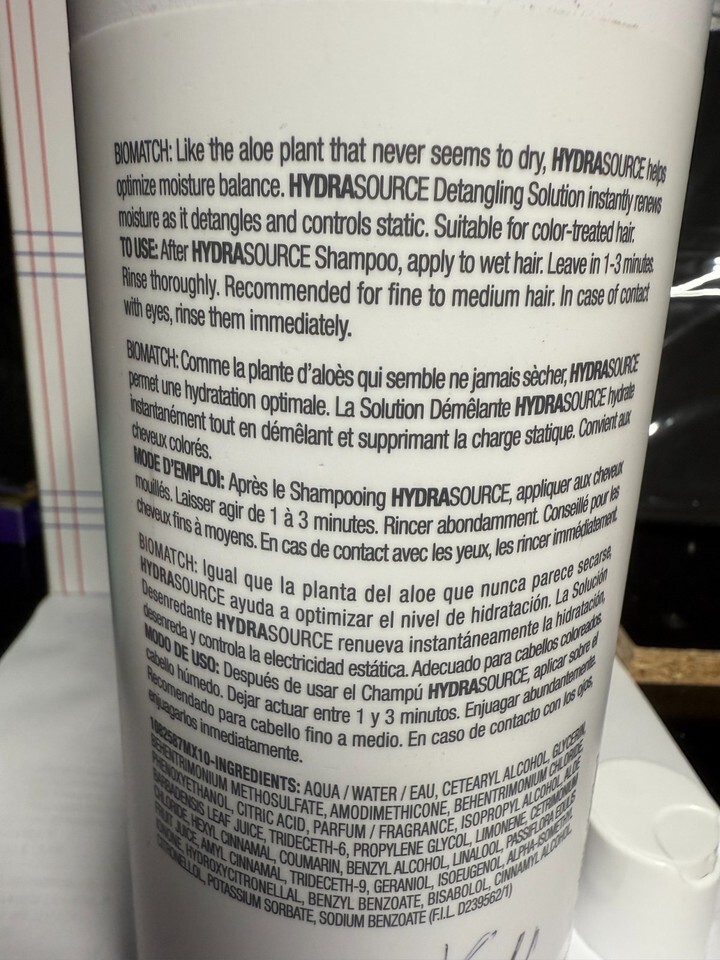 BIOMATCH: Like the aloe plant that never seems to dry, HYDRASOURCE helps
optimize moisture balance. HYDRASOURCE Detangling Solution instantly renews
moisture as it detangles and controls static. Suitable for color-treated hair.
TO USE: After HYDRASOURCE Shampoo, apply to wet hair. Leave in 1-3 minutes.
Rinse thoroughly. Recommended for fine to medium hair. In case of contact
with eyes, rinse them immediately.
BIOMATCH: Comme la plante d'aloès qui semble ne jamais sècher, HYDRASOURCE
permet une hydratation optimale. La Solution Démêlante HYDRASOURCE hydrate
instantanément tout en démêlant et supprimant la charge statique. Convient aux
cheveux colorés.
MODE D'EMPLOI: Après le Shampooing HYDRASOURCE, appliquer aux cheveux
mouillés. Laisser agir de 1 à 3 minutes. Rincer abondamment. Conseillé pour les
cheveux fins à moyens. En cas de contact avec les yeux, les rincer immédiatement.
BIOMATCH: Igual que la planta del aloe que nunca parece secarse,
HYDRASOURCE ayuda a optimizar el nivel de hidratación. La Solución
Desenredante HYDRASOURCE renueva instantáneamente la hidratación,
desenreda y controla la electricidad estática. Adecuado para cabellos coloreados.
MODO DE USO: Después de usar el Champú HYDRASOURCE, aplicar sobre el
cabello húmedo. Dejar actuar entre 1 y 3 minutos. Enjuagar abundantemente.
Recomendado para cabello fino a medio. En caso de contacto con los ojos,
enjuagarlos inmediatamente.
1082587MX10-INGREDIENTS: AQUA / WATER / EAU, CETEARYL ALCOHOL, GLYCERIN,
BEHENTRIMONIUM METHOSULFATE, AMODIMETHICONE, BEHENTRIMONIUM CHLORIDE,
PHENOXYETHANOL, CITRIC ACID, PARFUM / FRAGRANCE, ISOPROPYL ALCOHOL, ALOE
BARBADENSIS LEAF JUICE, TRIDECETH-6, PROPYLENE GLYCOL, LIMONENE, CETRIMONIUM
CHLORIDE, HEXYL CINNAMAL, COUMARIN, BENZYL ALCOHOL, LINALOOL, PASSIFLORA EDULIS
FRUIT JUICE, AMYL CINNAMAL, TRIDECETH-9, GERANIOL, ISOEUGENOL, ALPHA-ISOMETHYL
IONONE, HYDROXYCITRONELLAL, BENZYL BENZOATE, BISABOLOL, CINNAMYL ALCOHOL,
CITRONELLOL, POTASSIUM SORBATE, SODIUM BENZOATE (F.I.L. D239562/1)